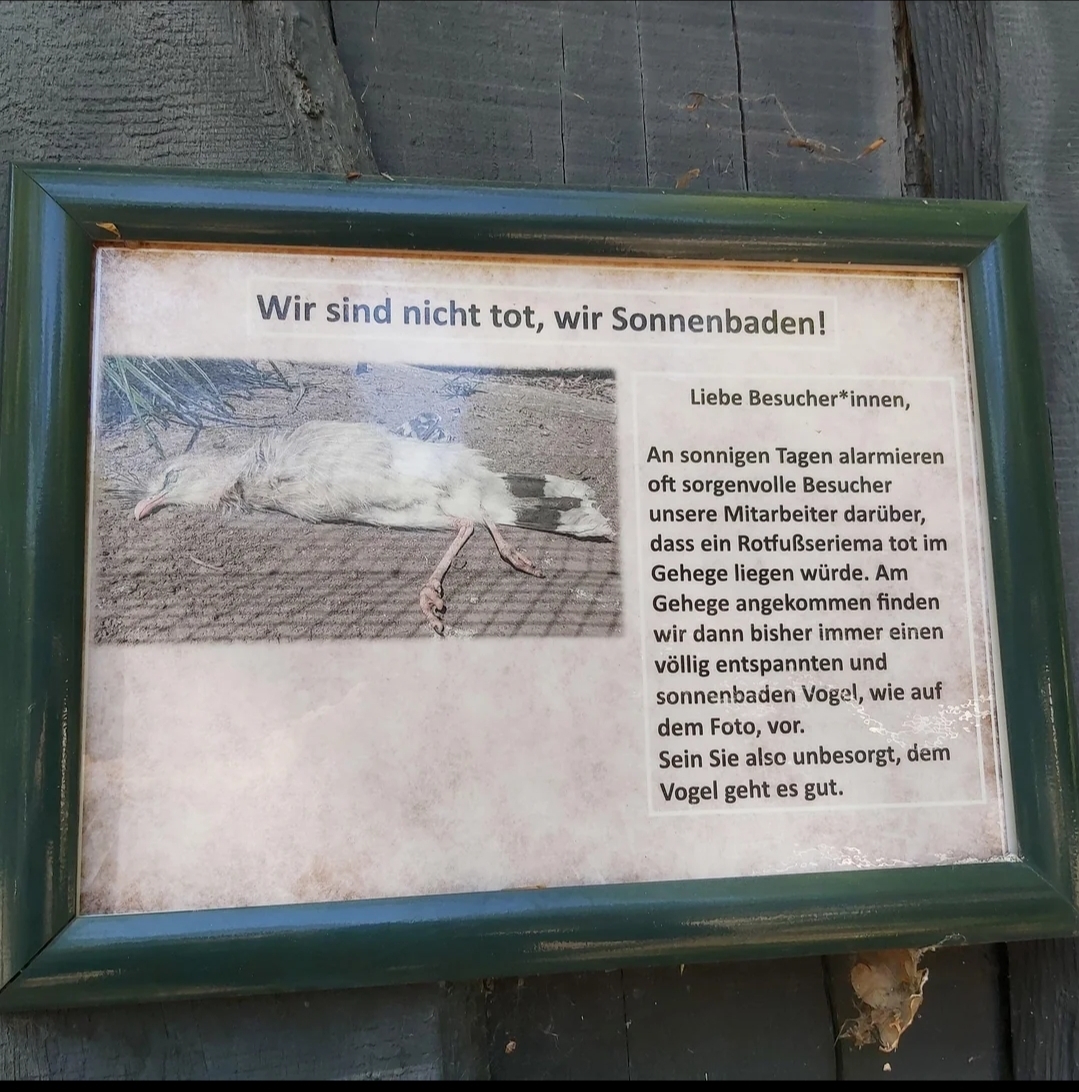 Wir sind nicht tot, wir Sonnenbaden!
Liebe Besucher*innen,
An sonnigen Tagen alarmieren
oft sorgenvolle Besucher
unsere Mitarbeiter darüber,
dass ein Rotfußseriema tot im
Gehege liegen würde. Am
Gehege angekommen finden
wir dann bisher immer einen
völlig entspannten und
sonnenbaden Vogel, wie auf
dem Foto, vor.
Sein Sie also unbesorgt, dem
Vogel geht es gut.